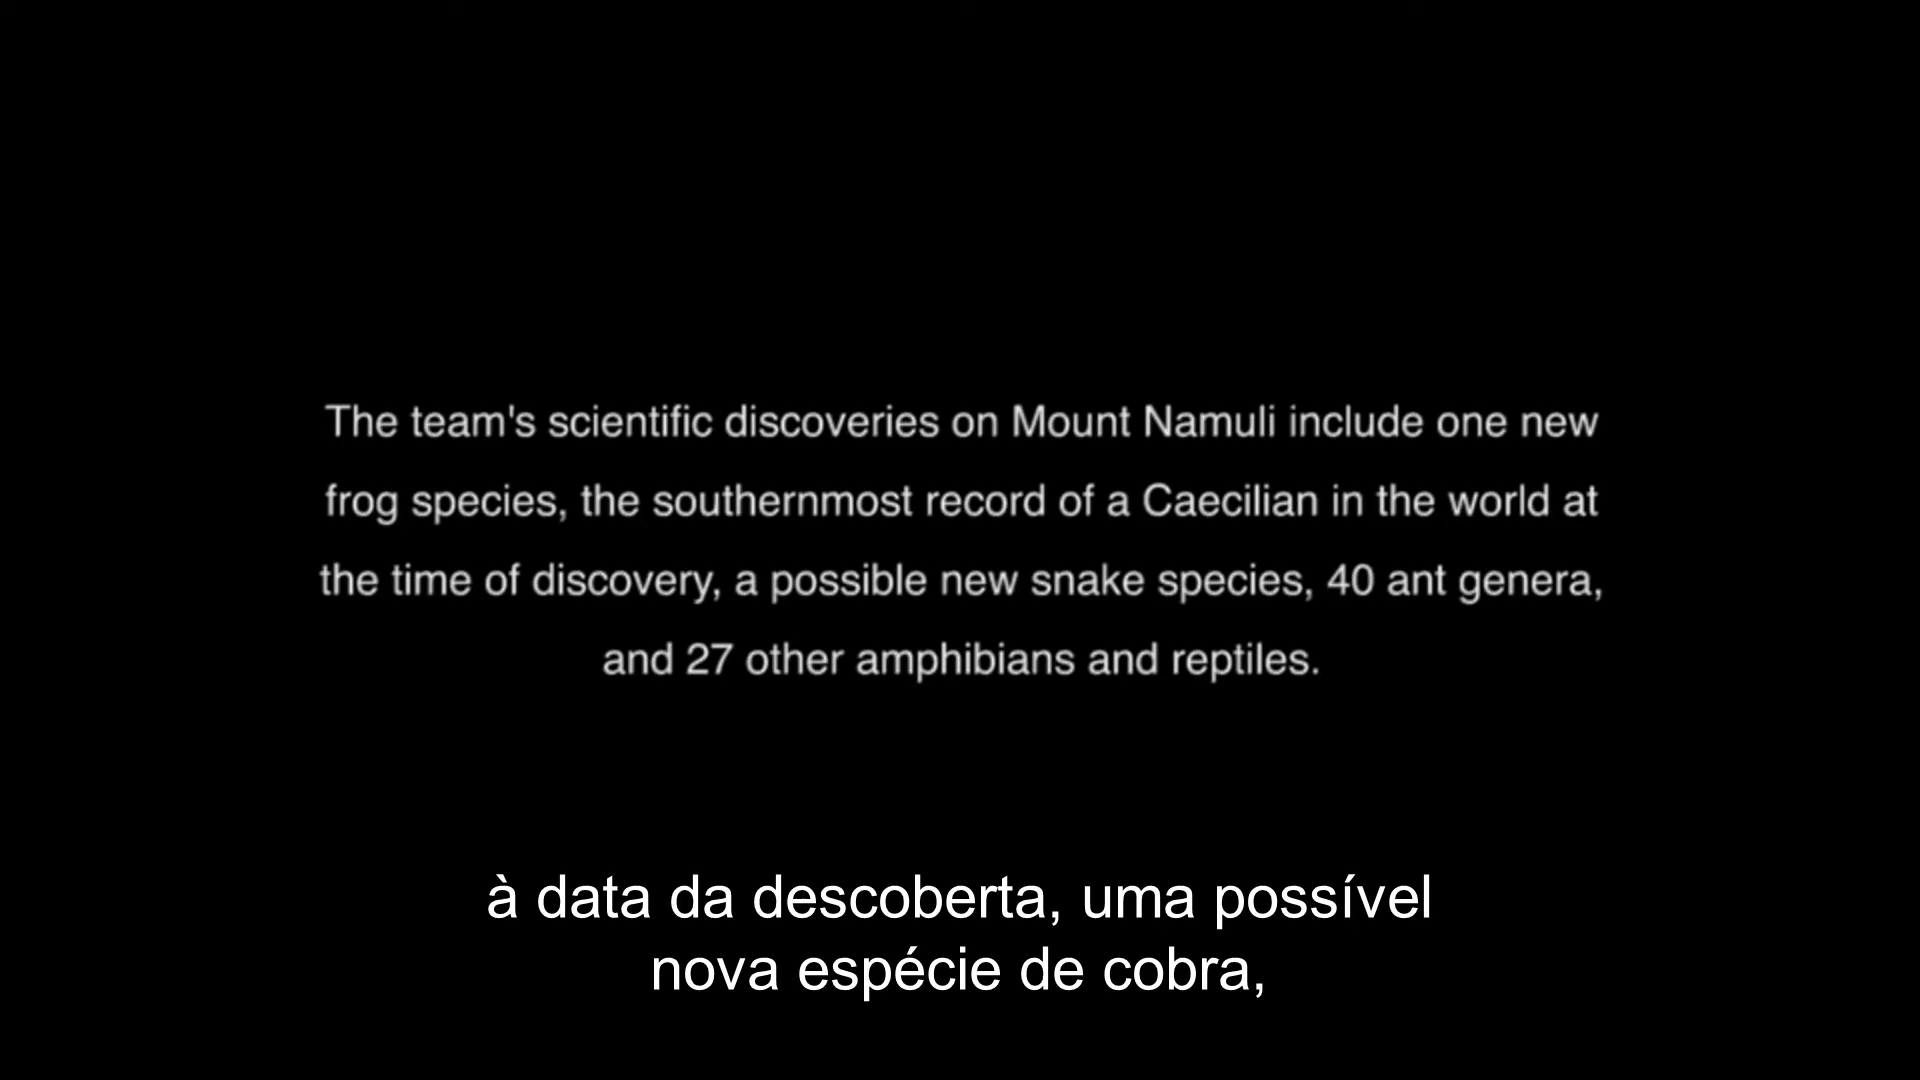 The team's scientific discoveries on Mount Namuli include one new
frog species, the southernmost record of a Caecilian in the world at
the time of discovery, a possible new snake species, 40 ant genera,
and 27 other amphibians and reptiles.
à data da descoberta, uma possível
nova espécie de cobra,